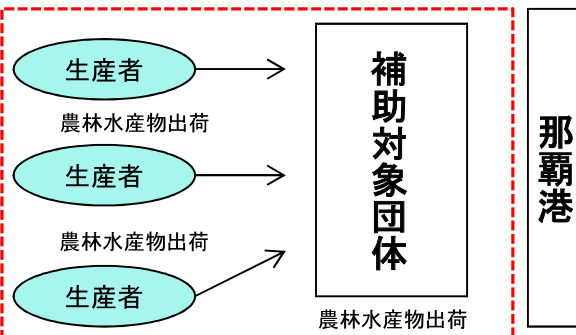 生産者
農林水産物出荷
生産者
農林水産物出荷
生産者
補助対象団体
農林水産物出荷
那覇港